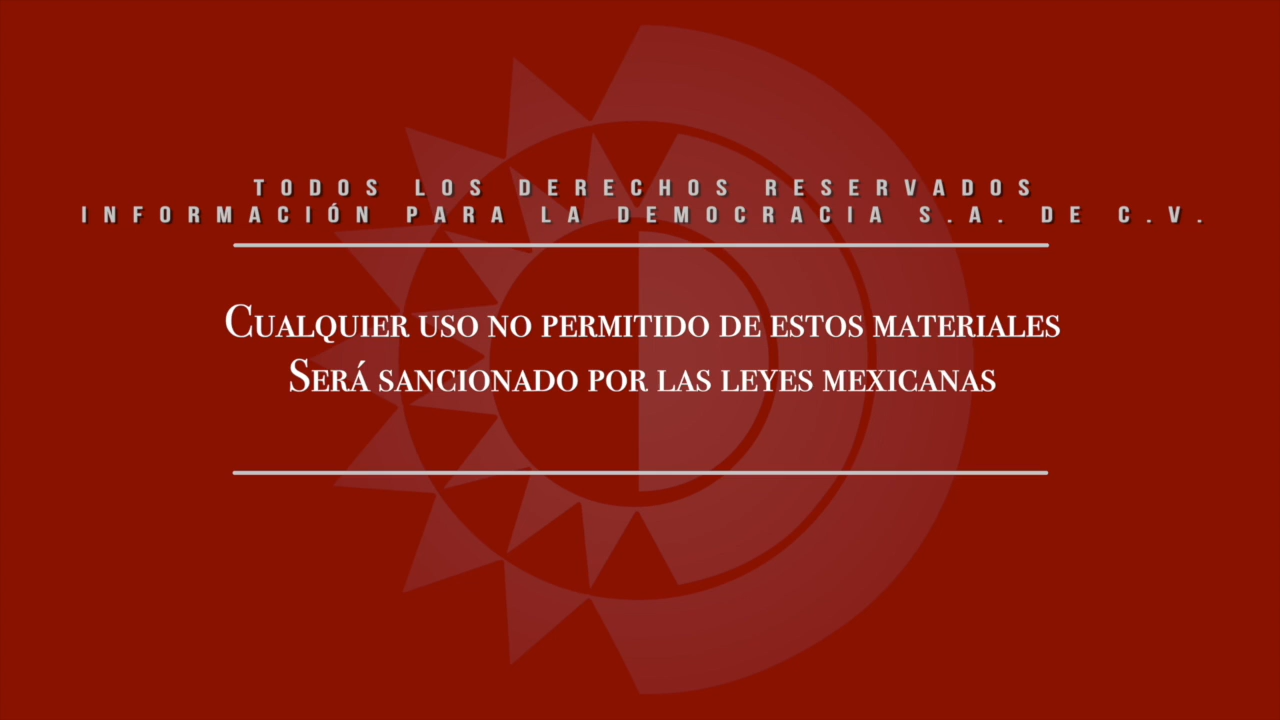 TODOS LOS DERECHOS RESERVADOS
INFORMACIÓN PARA LA DEMOCRACIA S.A. DE C.V.
Cualquier uso no permitido de estos materiales
Será sancionado por las leyes mexicanas